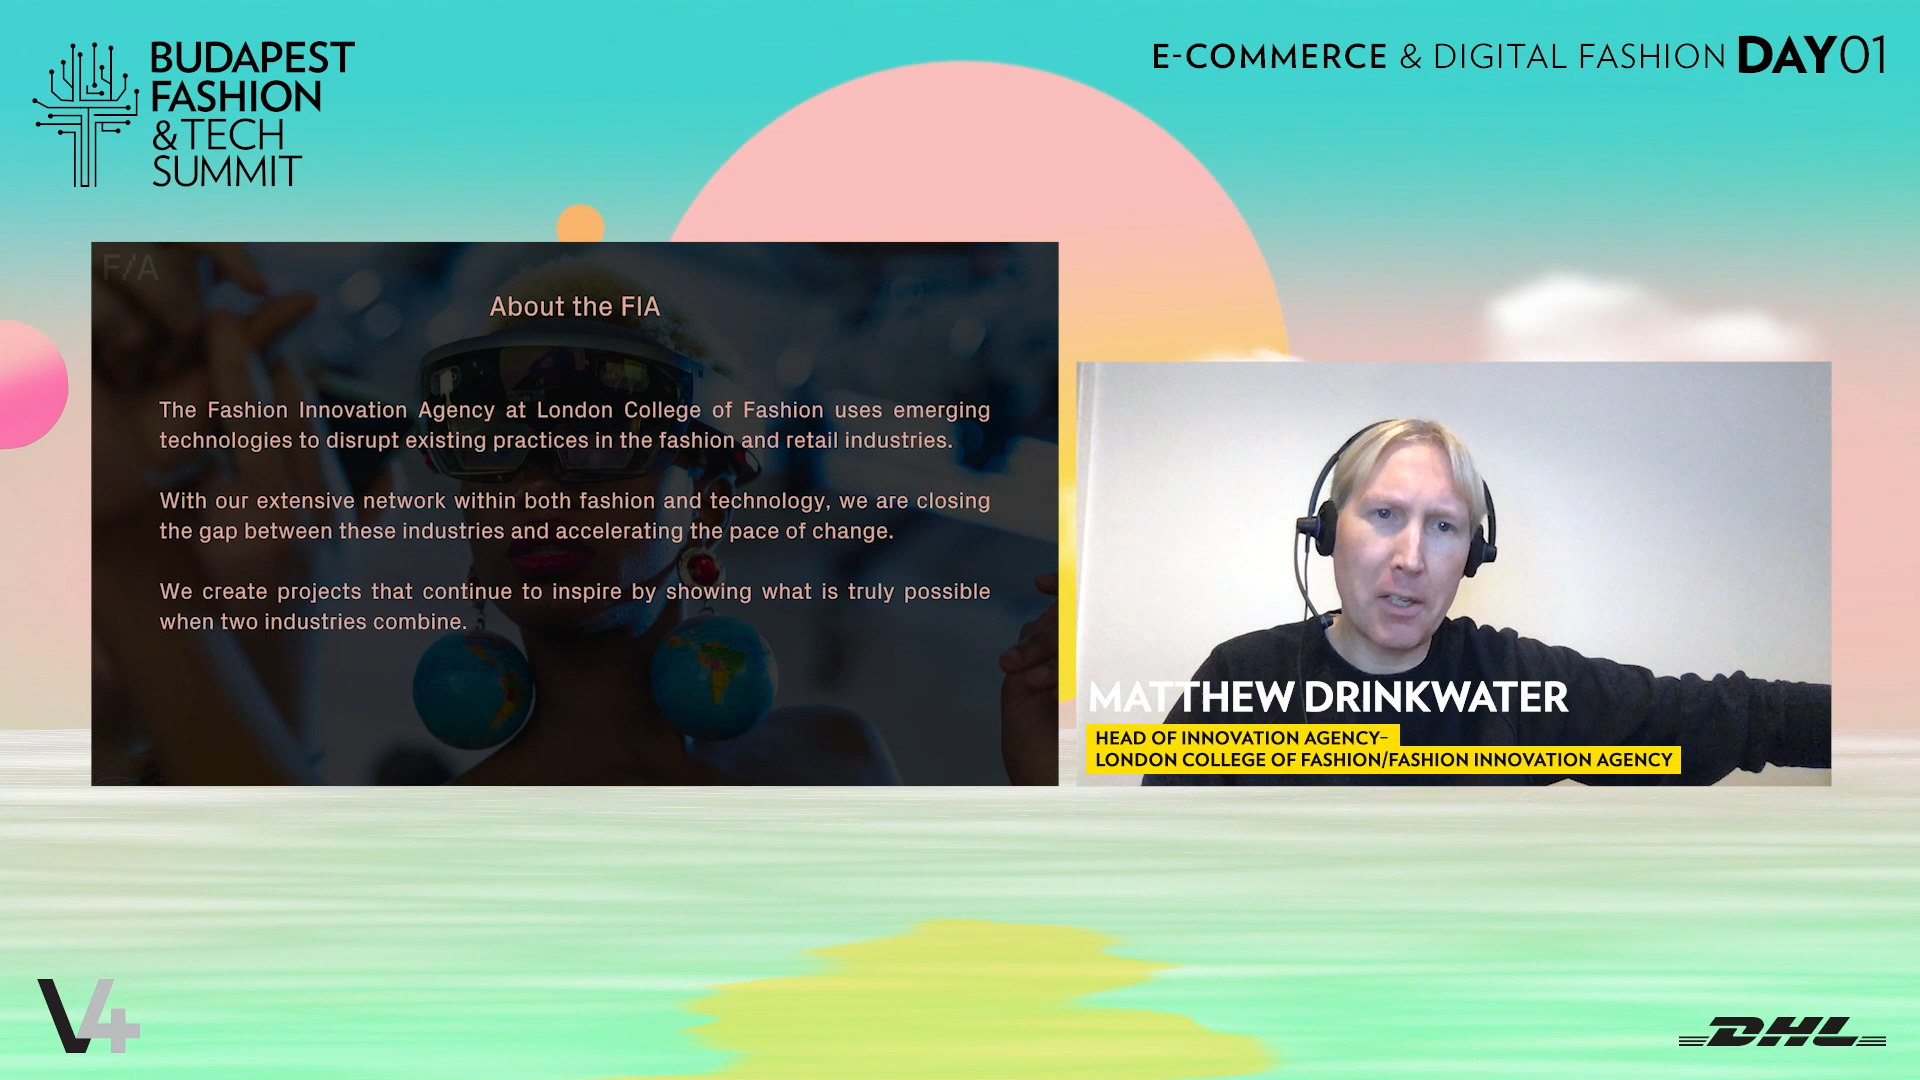 BUDAPEST
FASHION
&TECH
SUMMIT
E-COMMERCE & DIGITAL FASHION DAY01
F/A
About the FIA
The Fashion Innovation Agency at London College of Fashion uses emerging
technologies to disrupt existing practices in the fashion and retail industries.
With our extensive network within both fashion and technology, we are closing
the gap between these industries and accelerating the pace of change.
We create projects that continue to inspire by showing what is truly possible
when two industries combine.
MATTHEW DRINKWATER
HEAD OF INNOVATION AGENCY–
LONDON COLLEGE OF FASHION/FASHION INNOVATION AGENCY
V4
DHL